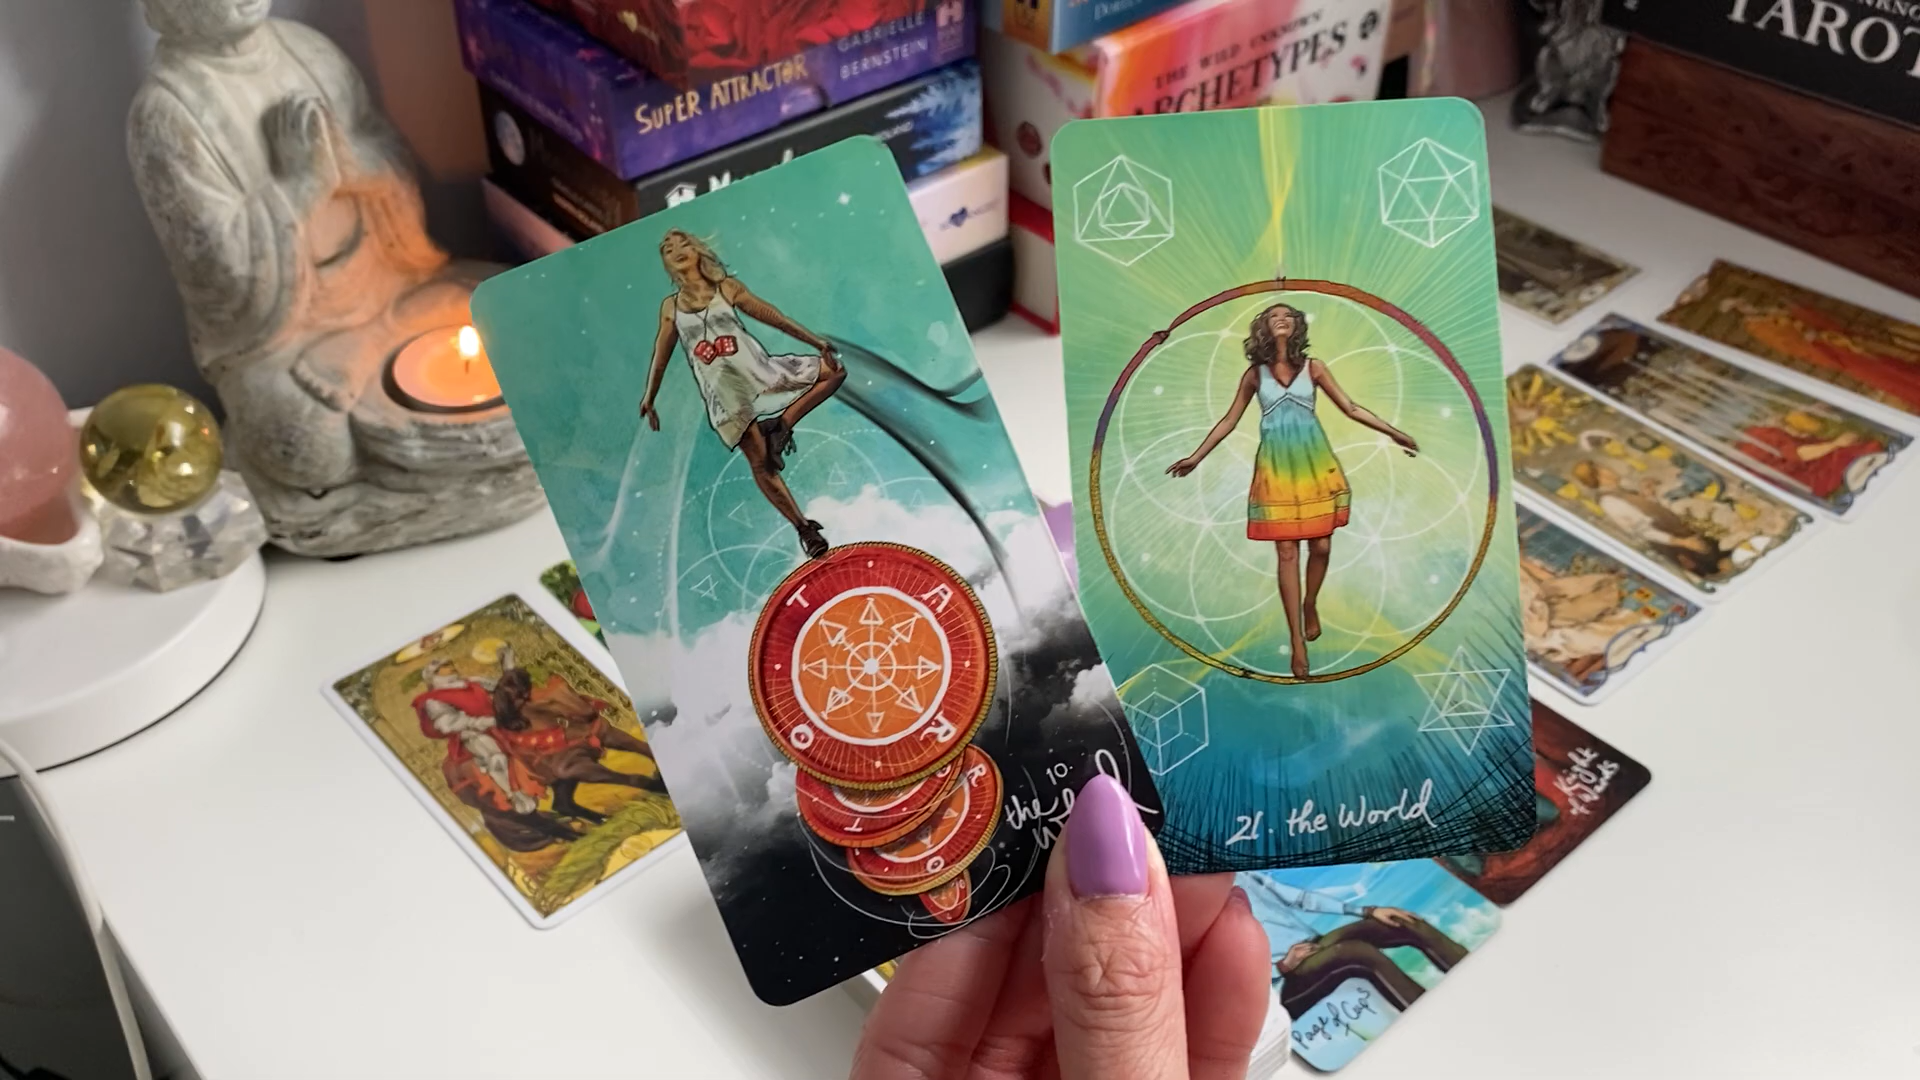 GABRIELLE
BERNSTEIN
SUPER ATTRACTOR
THE WILD UNKNOWN
ARCHETYPES
TAROT
T A
O R
10.
the
21. the World
Knight
of Wands
Page of Cups